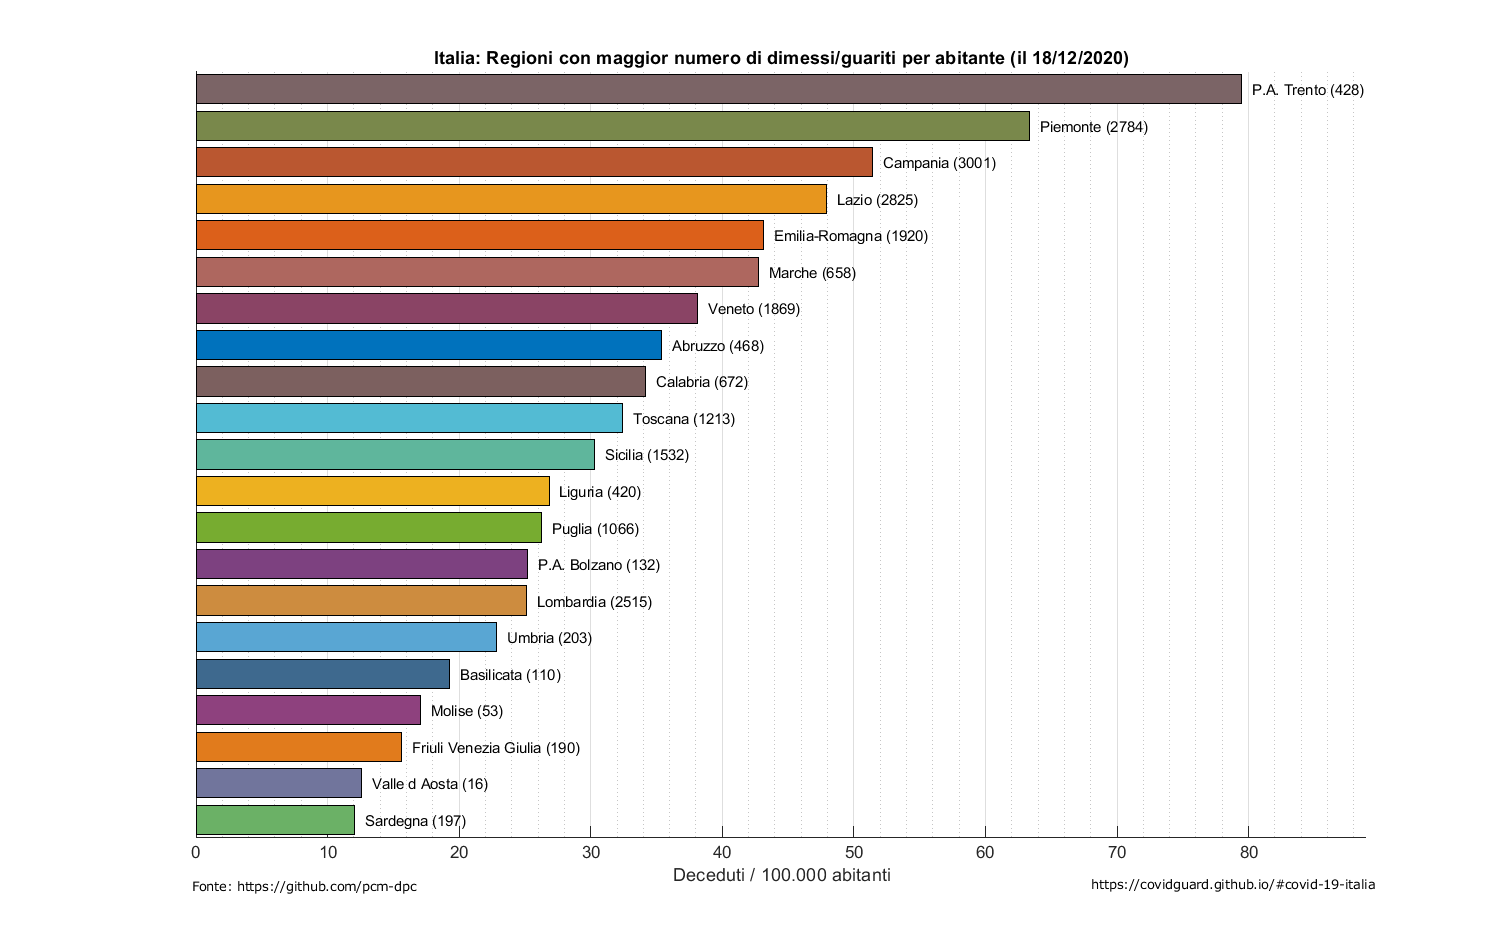 Italia: Regioni con maggior numero di dimessi/guariti per abitante (il 18/12/2020)
P.A. Trento (428)
Piemonte (2784)
Campania (3001)
Lazio (2825)
Emilia-Romagna (1920)
Marche (658)
Veneto (1869)
Abruzzo (468)
Calabria (672)
Toscana (1213)
Sicilia (1532)
Liguria (420)
Puglia (1066)
P.A. Bolzano (132)
Lombardia (2515)
Umbria (203)
Basilicata (110)
Molise (53)
Friuli Venezia Giulia (190)
Valle d Aosta (16)
Sardegna (197)
0 10 20 30 40 50 60 70 80
Deceduti / 100.000 abitanti
Fonte: https://github.com/pcm-dpc
https://covidguard.github.io/#covid-19-italia